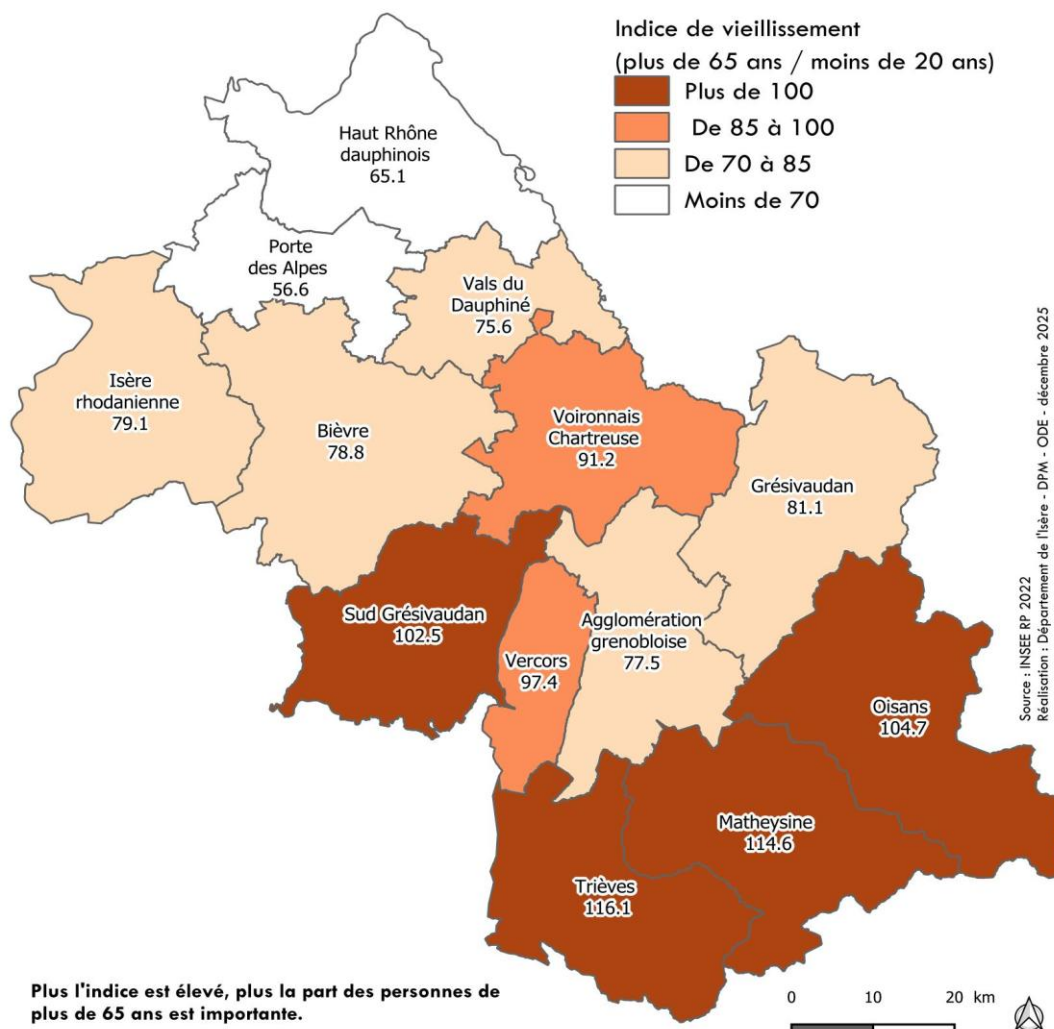 Indice de vieillissement
(plus de 65 ans / moins de 20 ans)
Plus de 100
De 85 à 100
De 70 à 85
Moins de 70
Haut Rhône
dauphinois
65.1
Porte
des Alpes
56.6
Vals du
Dauphiné
75.6
Isère
rhodanienne
79.1
Bièvre
78.8
Voironnais
Chartreuse
91.2
Grésivaudan
81.1
Sud Grésivaudan
102.5
Vercors
97.4
Agglomération
grenobloise
77.5
Oisans
104.7
Matheysine
114.6
Trièves
116.1
Source : INSEE RP 2022
Réalisation : Département de l'Isère - DPM - ODE - décembre 2025
Plus l'indice est élevé, plus la part des personnes de
plus de 65 ans est importante.
0 10 20 km